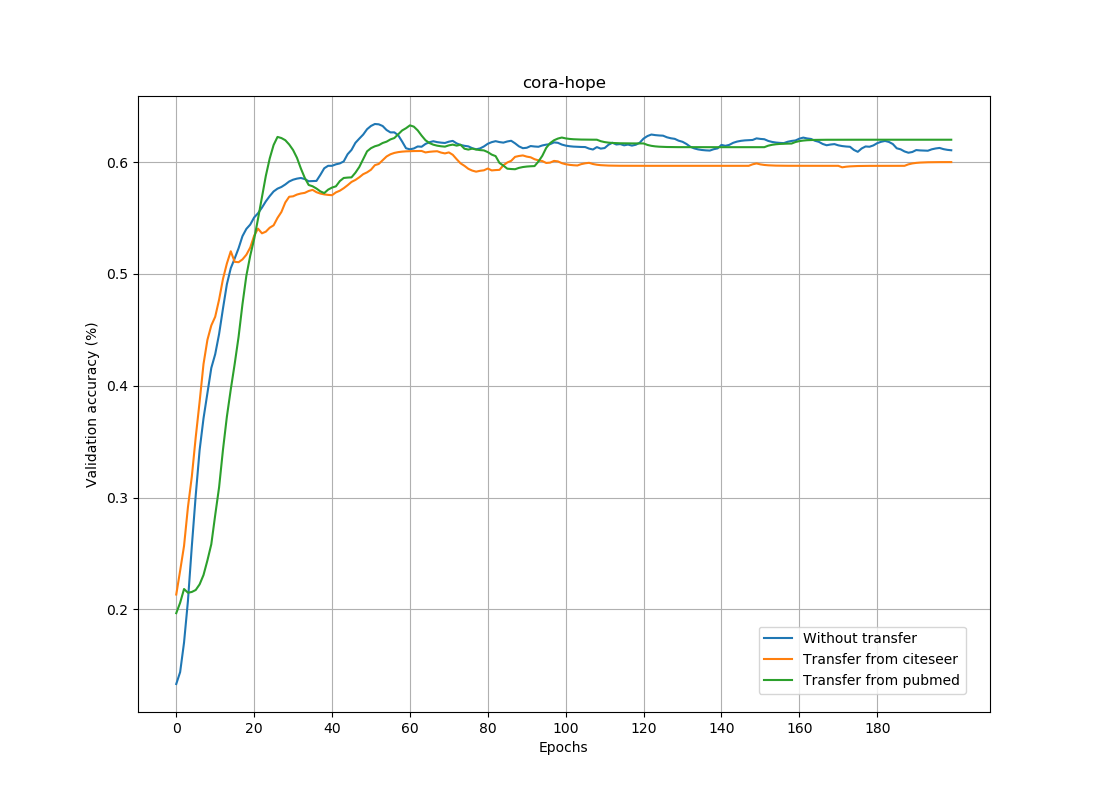 cora-hope
Validation accuracy (%)
0.6
0.5
0.4
0.3
0.2
Without transfer
Transfer from citeseer
Transfer from pubmed
0 20 40 60 80 100 120 140 160 180
Epochs